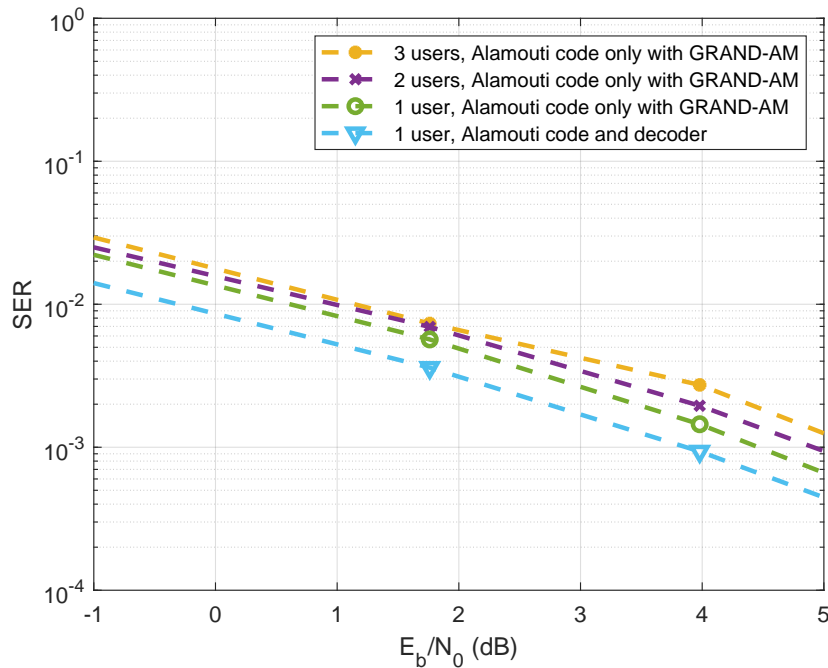 10^0
10^-1
10^-2
10^-3
10^-4
SER
3 users, Alamouti code only with GRAND-AM
2 users, Alamouti code only with GRAND-AM
1 user, Alamouti code only with GRAND-AM
1 user, Alamouti code and decoder
-1 0 1 2 3 4 5
E_b/N_0 (dB)